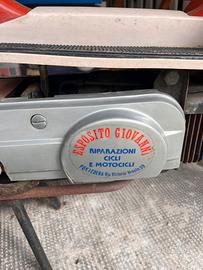 ESPOSITO GIOVANNI
RIPARAZIONI
CICLI
E MOTOCICLI